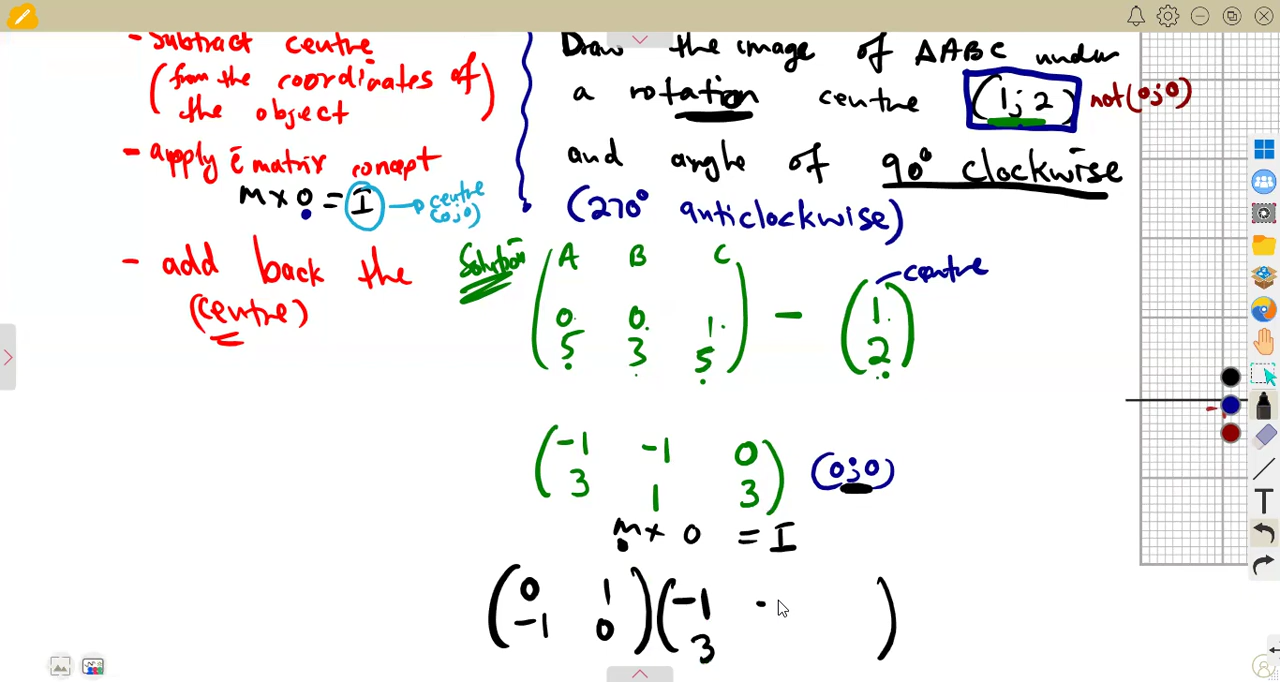 - Subtract centre
(from the coordinates of
the object)
- apply c̄ matrix concept
m x O = I → centre (0;0)
- add back the
(centre)
Draw the image of △ABC under
a rotation centre (1;2) not (0;0)
and angle of 90° clockwise
(270° anticlockwise)
Solution
A B C
0 0 1 - 1 centre
5 3 5 2
-1 -1 0 (0;0)
3 1 3
m x O = I
0 1 -1 -
-1 0 3
T